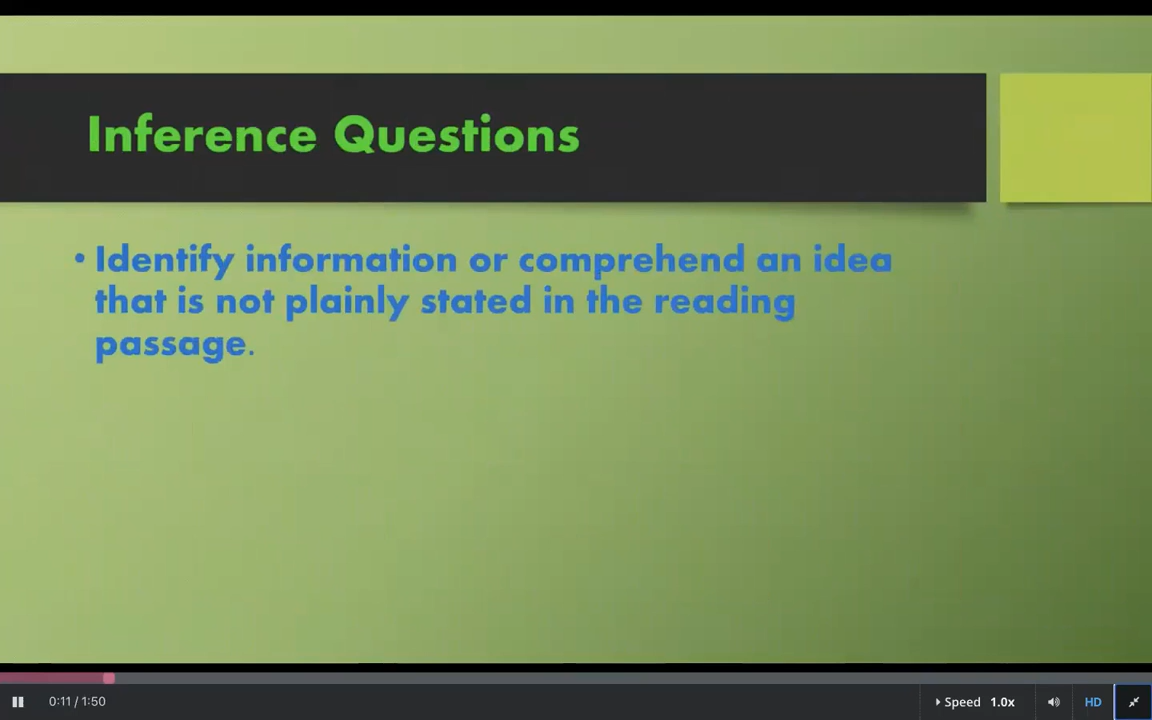 Inference Questions
• Identify information or comprehend an idea
that is not plainly stated in the reading
passage.
0:11 / 1:50
Speed 1.0x
HD